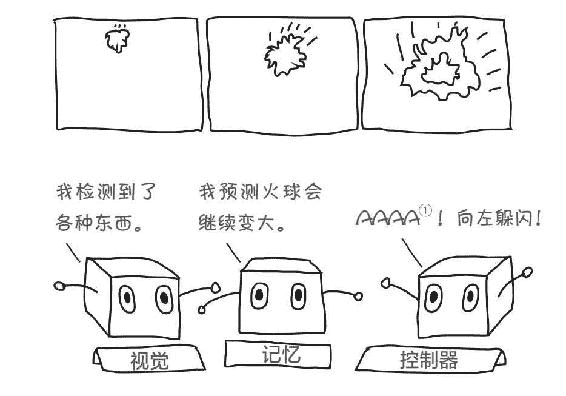 我检测到了
各种东西。
我预测火球会
继续变大。
AAAA①！向左躲闪！
视觉
记忆
控制器